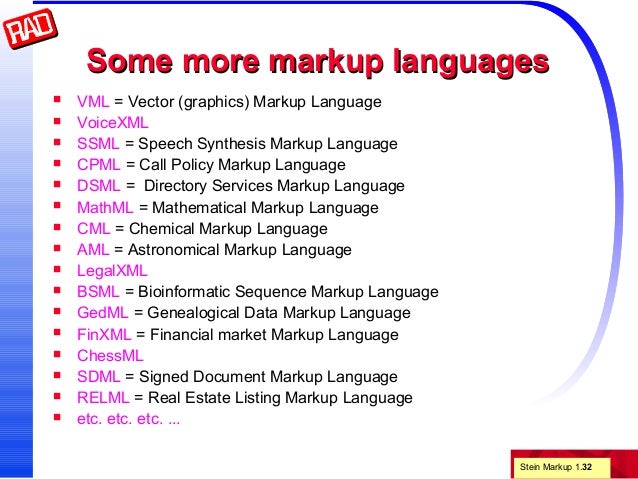 RAD
Some more markup languages
VML = Vector (graphics) Markup Language
VoiceXML
SSML = Speech Synthesis Markup Language
CPML = Call Policy Markup Language
DSML =  Directory Services Markup Language
MathML = Mathematical Markup Language
CML = Chemical Markup Language
AML = Astronomical Markup Language
LegalXML
BSML = Bioinformatic Sequence Markup Language
GedML = Genealogical Data Markup Language
FinXML = Financial market Markup Language
ChessML
SDML = Signed Document Markup Language
RELML = Real Estate Listing Markup Language
etc. etc. etc. ...
Stein Markup 1.32